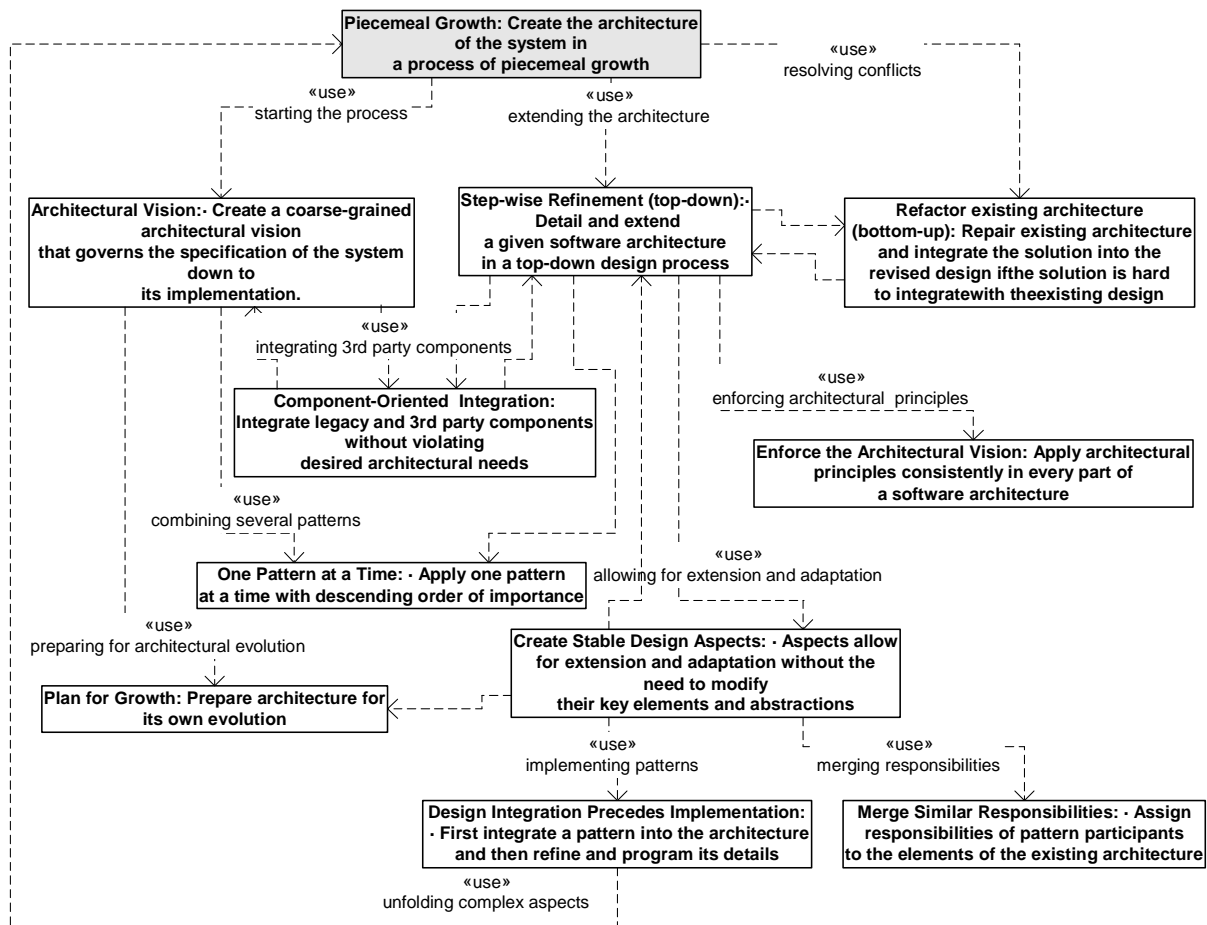 Piecemeal Growth: Create the architecture
of the system in
a process of piecemeal growth
«use»
resolving conflicts
«use»
starting the process
«use»
extending the architecture
Architectural Vision:· Create a coarse-grained
architectural vision
that governs the specification of the system
down to
its implementation.
Step-wise Refinement (top-down):·
Detail and extend
a given software architecture
in a top-down design process
Refactor existing architecture
(bottom-up): Repair existing architecture
and integrate the solution into the
revised design ifthe solution is hard
to integratewith theexisting design
«use»
integrating 3rd party components
«use»
enforcing architectural principles
Component-Oriented Integration:
Integrate legacy and 3rd party components
without violating
desired architectural needs
Enforce the Architectural Vision: Apply architectural
principles consistently in every part of
a software architecture
«use»
combining several patterns
One Pattern at a Time: · Apply one pattern
at a time with descending order of importance
«use»
allowing for extension and adaptation
«use»
preparing for architectural evolution
Create Stable Design Aspects: · Aspects allow
for extension and adaptation without the
need to modify
their key elements and abstractions
Plan for Growth: Prepare architecture for
its own evolution
«use»
implementing patterns
«use»
merging responsibilities
Design Integration Precedes Implementation:
· First integrate a pattern into the architecture
and then refine and program its details
Merge Similar Responsibilities: · Assign
responsibilities of pattern participants
to the elements of the existing architecture
«use»
unfolding complex aspects